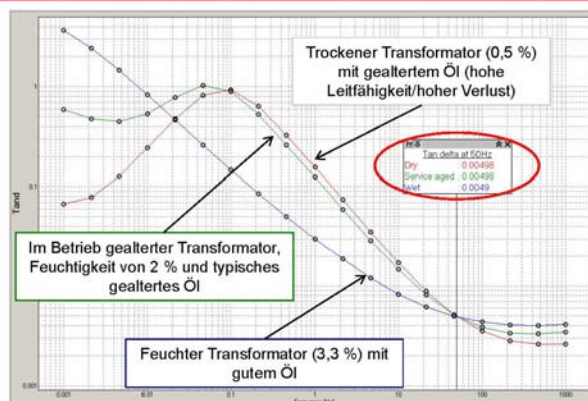 Trockener Transformator (0,5 %)
mit gealtertem Öl (hohe
Leitfähigkeit/hoher Verlust)
Tan delta at 50Hz
Dry : 0.00498
Service aged : 0.00498
Wet : 0.0049
Im Betrieb gealterter Transformator,
Feuchtigkeit von 2 % und typisches
gealtertes Öl
Feuchter Transformator (3,3 %) mit
gutem Öl
Tand
1
0.1
0.001
0.001
0.01
0.1
1
10
100
1000